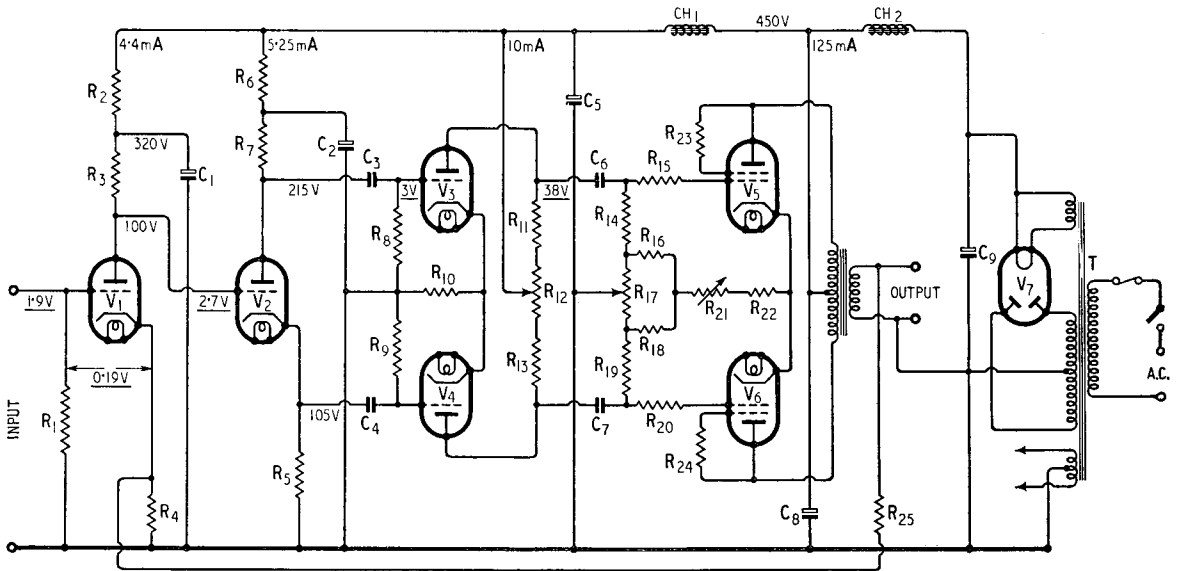 CH1
450V
CH2
4·4mA
5·25mA
10mA
125mA
R2
R6
C5
R23
320V
R7
C2
C3
C6
R15
V5
R3
C1
215V
3V
V3
38V
R14
100V
R8
R11
R16
C9
V7
T
V1
V2
R10
R12
R17
R21
R22
OUTPUT
1·9V
2·7V
R9
R18
A.C.
0·19V
R13
R19
V4
V6
INPUT
R1
105V
C4
C7
R20
R5
R24
R4
C8
R25